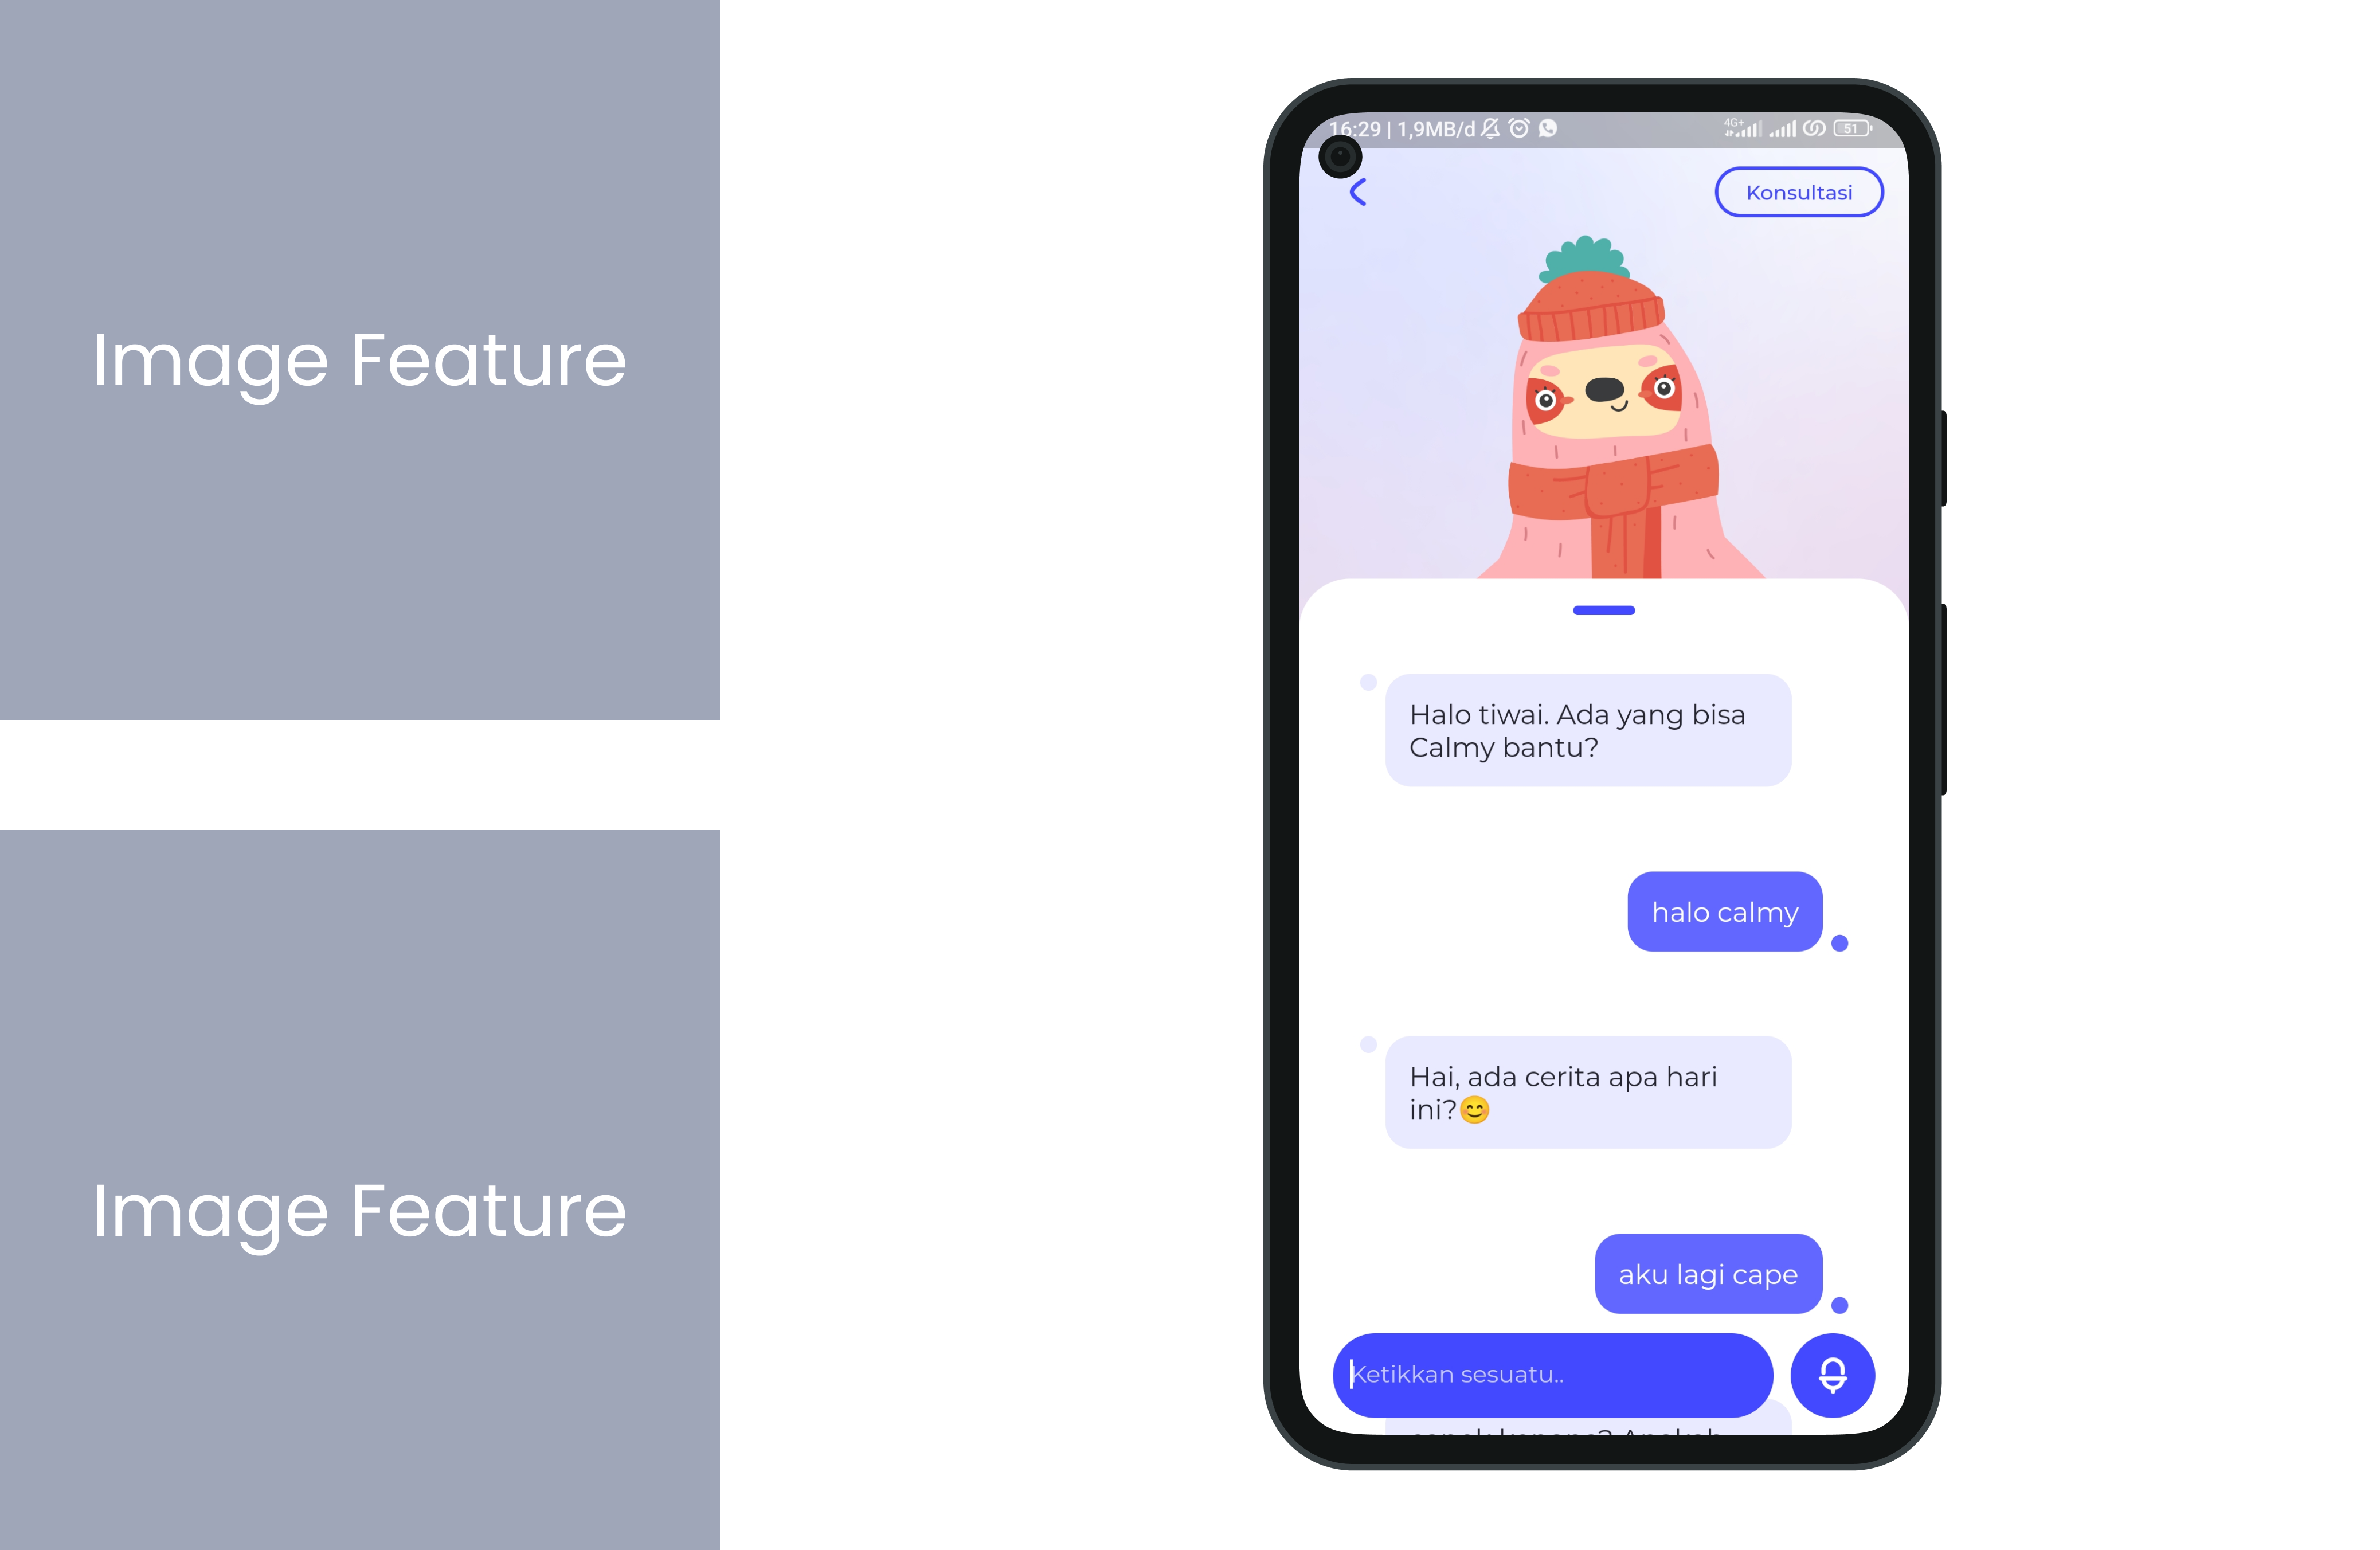 Image Feature
Image Feature
16:29 | 1,9MB/d
4G+
51
Konsultasi
Halo tiwai. Ada yang bisa
Calmy bantu?
halo calmy
Hai, ada cerita apa hari
ini?😊
aku lagi cape
Ketikkan sesuatu..